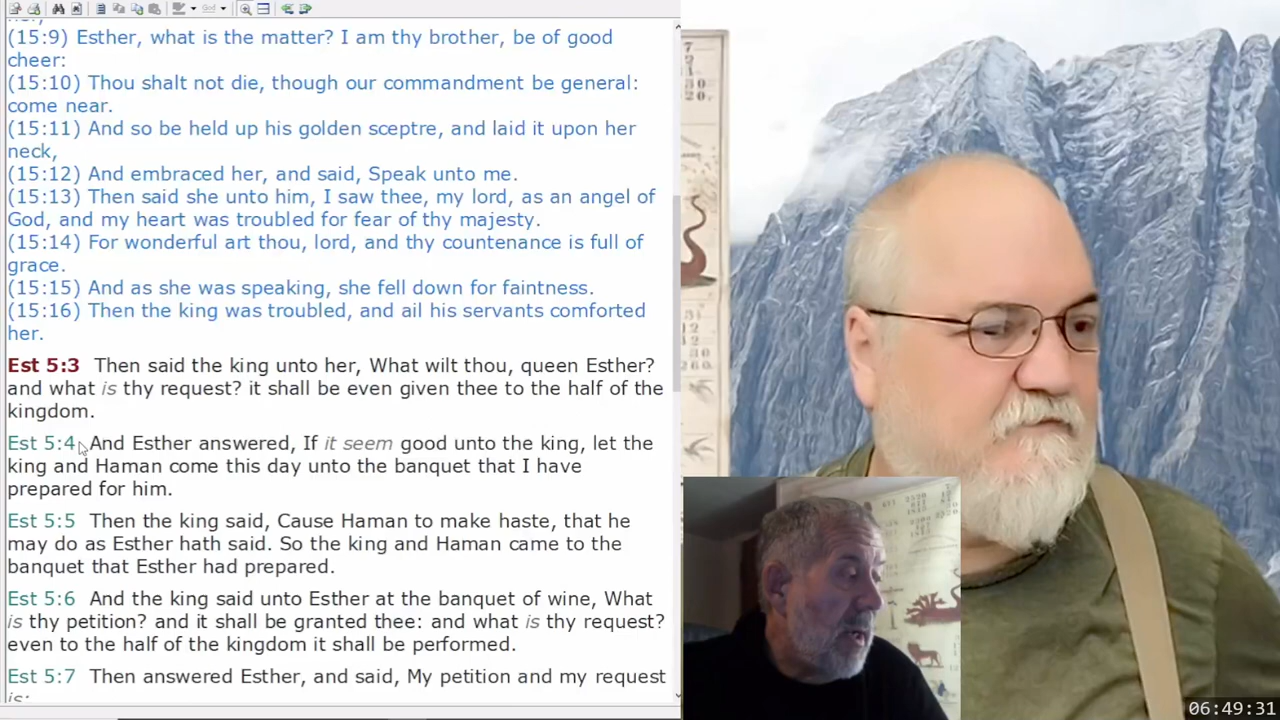 her,
(15:9) Esther, what is the matter? I am thy brother, be of good
cheer:
(15:10) Thou shalt not die, though our commandment be general:
come near.
(15:11) And so be held up his golden sceptre, and laid it upon her
neck,
(15:12) And embraced her, and said, Speak unto me.
(15:13) Then said she unto him, I saw thee, my lord, as an angel of
God, and my heart was troubled for fear of thy majesty.
(15:14) For wonderful art thou, lord, and thy countenance is full of
grace.
(15:15) And as she was speaking, she fell down for faintness.
(15:16) Then the king was troubled, and ail his servants comforted
her.
Est 5:3 Then said the king unto her, What wilt thou, queen Esther?
and what is thy request? it shall be even given thee to the half of the
kingdom.
Est 5:4 And Esther answered, If it seem good unto the king, let the
king and Haman come this day unto the banquet that I have
prepared for him.
Est 5:5 Then the king said, Cause Haman to make haste, that he
may do as Esther hath said. So the king and Haman came to the
banquet that Esther had prepared.
Est 5:6 And the king said unto Esther at the banquet of wine, What
is thy petition? and it shall be granted thee: and what is thy request?
even to the half of the kingdom it shall be performed.
Est 5:7 Then answered Esther, and said, My petition and my request
is:
06:49:31